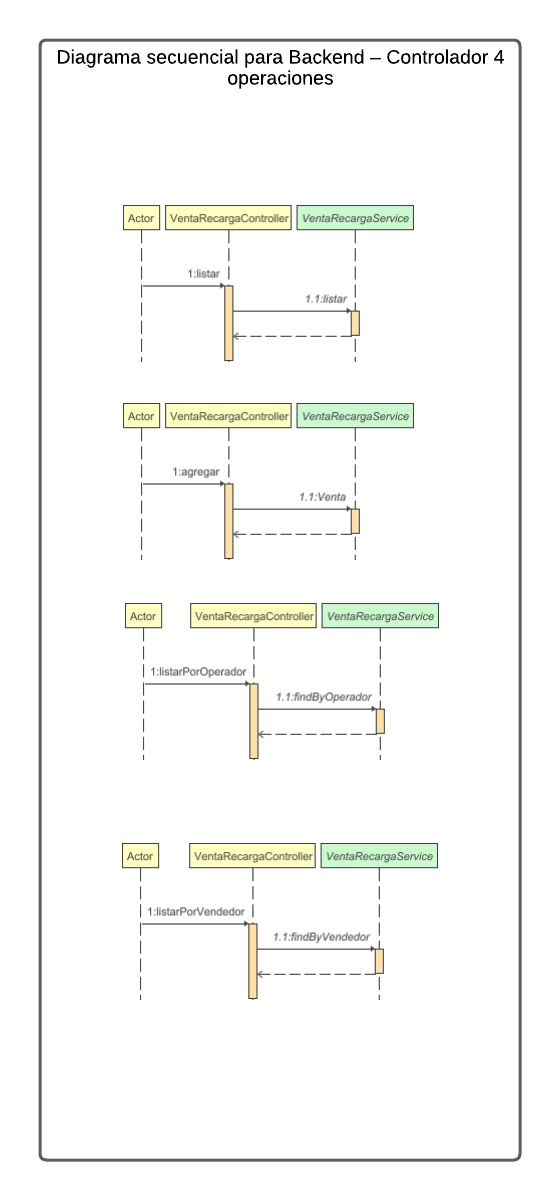 Diagrama secuencial para Backend – Controlador 4
operaciones
Actor VentaRecargaController VentaRecargaService
1:listar
1.1:listar
Actor VentaRecargaController VentaRecargaService
1:agregar
1.1:Venta
Actor VentaRecargaController VentaRecargaService
1:listarPorOperador
1.1:findByOperador
Actor VentaRecargaController VentaRecargaService
1:listarPorVendedor
1.1:findByVendedor